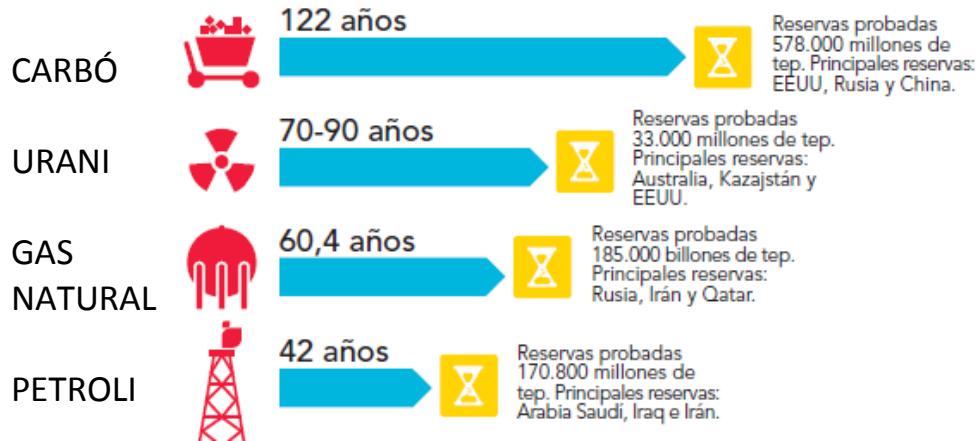 CARBÓ
122 años
Reservas probadas
578.000 millones de
tep. Principales reservas:
EEUU, Rusia y China.
URANI
70-90 años
Reservas probadas
33.000 millones de tep.
Principales reservas:
Australia, Kazajstán y
EEUU.
GAS
NATURAL
60,4 años
Reservas probadas
185.000 billones de tep.
Principales reservas:
Rusia, Irán y Qatar.
PETROLI
42 años
Reservas probadas
170.800 millones de
tep. Principales reservas:
Arabia Saudí, Iraq e Irán.